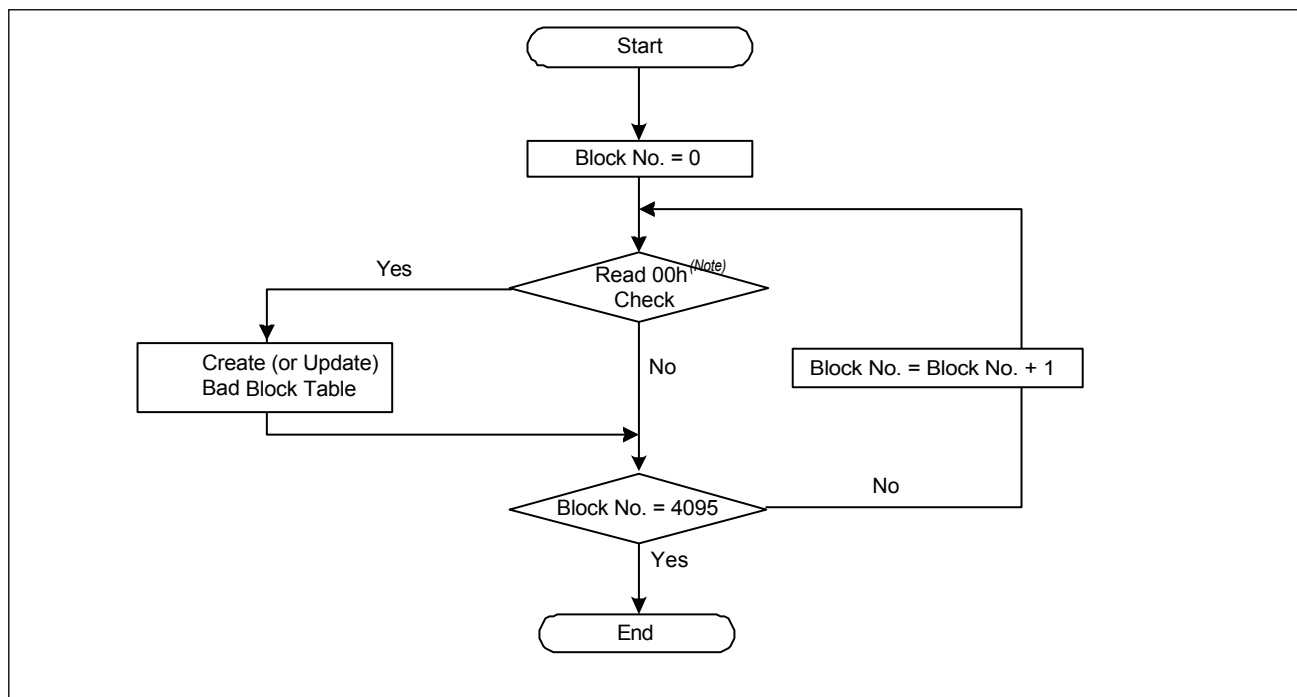 Start
Block No. = 0
Yes
Read 00h(Note)
Check
Create (or Update)
Bad Block Table
No
Block No. = Block No. + 1
Block No. = 4095
No
Yes
End